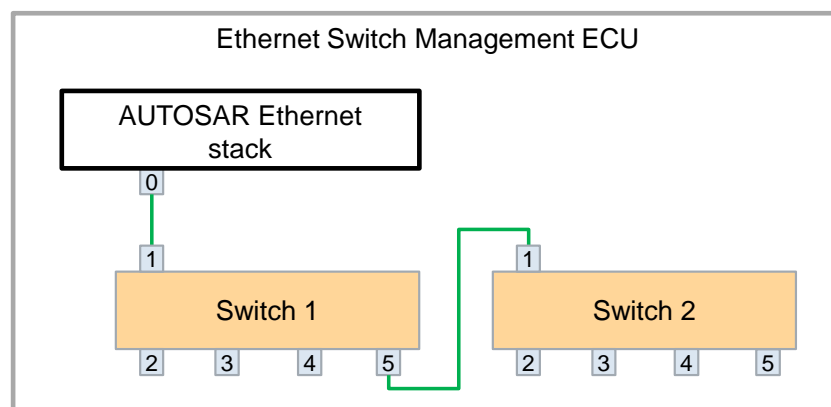 Ethernet Switch Management ECU
AUTOSAR Ethernet
stack
0
1
1
Switch 1
Switch 2
2 3 4 5
2 3 4 5